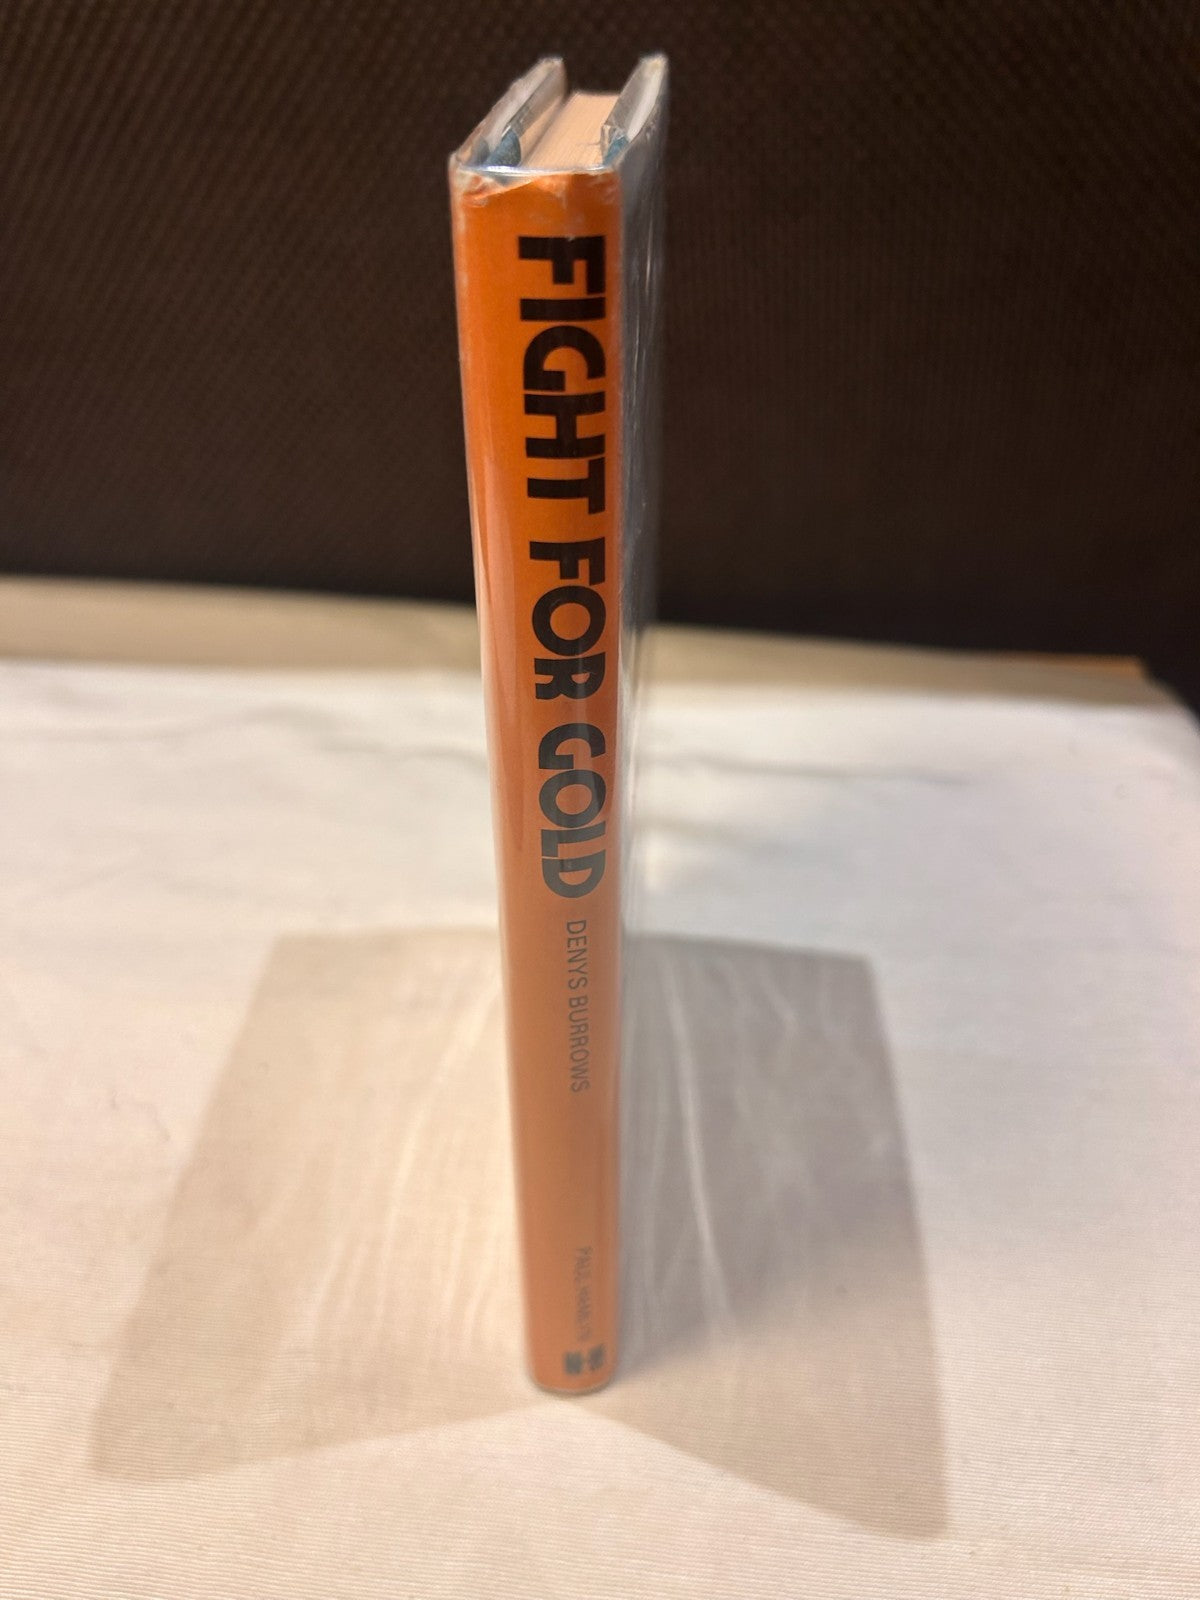 FIGHT FOR GOLD
DENYS BURROWS
PAUL HAMLYN